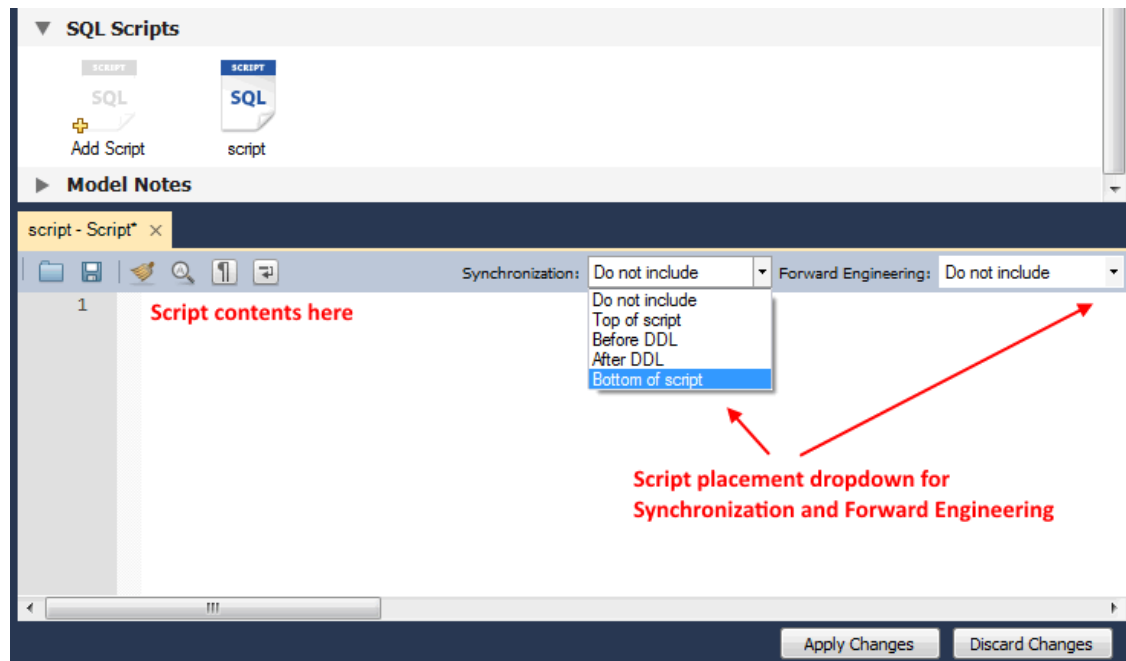 SQL Scripts
SCRIPT
SQL
Add Script
SCRIPT
SQL
script
Model Notes
script - Script*
Synchronization: Do not include Forward Engineering: Do not include
1 Script contents here
Do not include
Top of script
Before DDL
After DDL
Bottom of script
Script placement dropdown for
Synchronization and Forward Engineering
Apply Changes Discard Changes